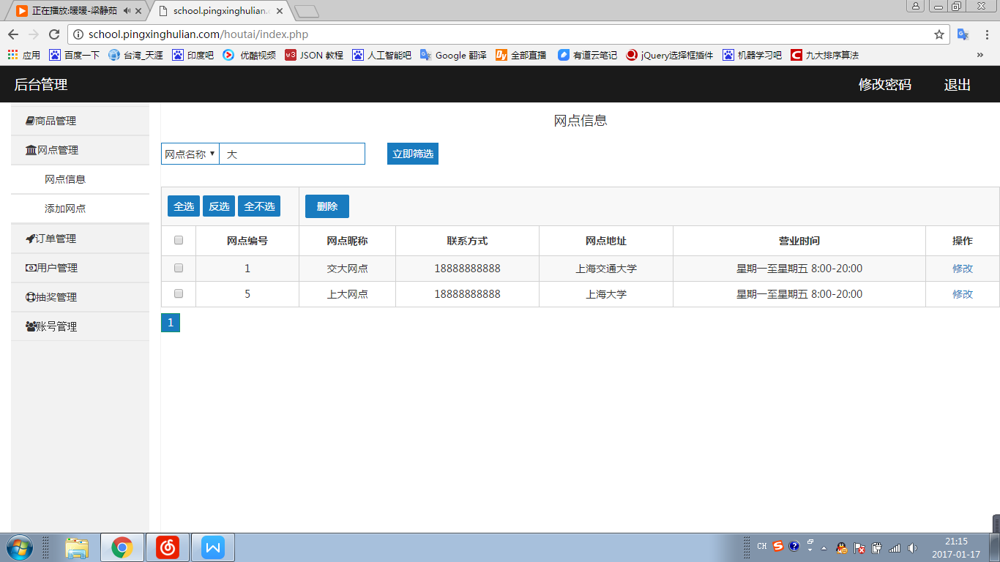 正在播放:暖暖-梁静茹 school.pingxinghulian.c
school.pingxinghulian.com/houtai/index.php
应用 百度一下 台湾_天涯 印度吧 优酷视频 JSON 教程 人工智能吧 Google 翻译 全部直播 有道云笔记 jQuery选择框插件 机器学习吧 九大排序算法 »
后台管理 修改密码 退出
商品管理
网点管理
网点信息
添加网点
订单管理
用户管理
抽奖管理
账号管理
网点信息
网点名称 大 立即筛选
全选 反选 全不选 删除
网点编号 网点昵称 联系方式 网点地址 营业时间 操作
1 交大网点 18888888888 上海交通大学 星期一至星期五 8:00-20:00 修改
5 上大网点 18888888888 上海大学 星期一至星期五 8:00-20:00 修改
1
CH 21:15
2017-01-17